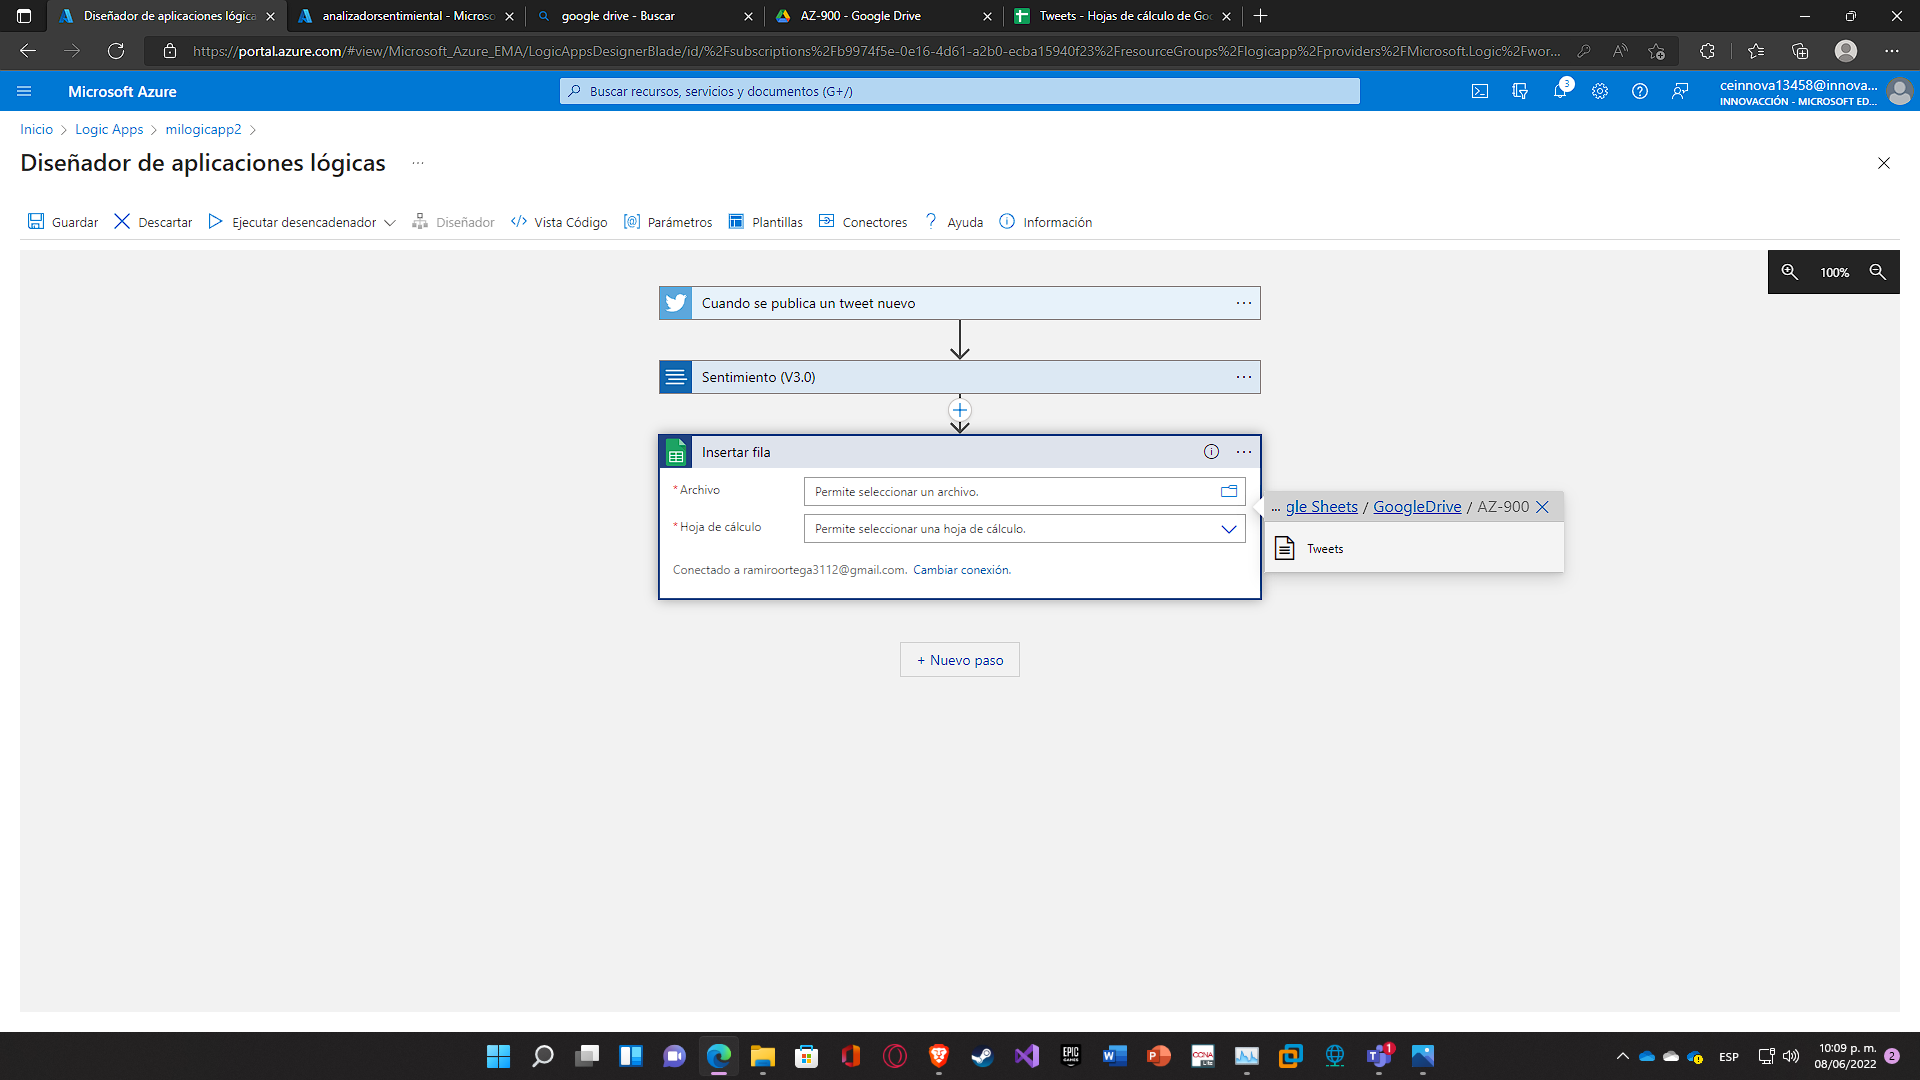 Diseñador de aplicaciones lógica
analizadorsentimiental - Microso
google drive - Buscar
AZ-900 - Google Drive
Tweets - Hojas de cálculo de Goo
https://portal.azure.com/#view/Microsoft_Azure_EMA/LogicAppsDesignerBlade/id/%2Fsubscriptions%2Fb9974f5e-0e16-4d61-a2b0-ecba15940f23%2FresourceGroups%2Flogicapp%2Fproviders%2FMicrosoft.Logic%2Fwor...
Microsoft Azure
Buscar recursos, servicios y documentos (G+/)
3
ceinnova13458@innova...
INNOVACCIÓN - MICROSOFT ED...
Inicio > Logic Apps > milogicapp2 >
Diseñador de aplicaciones lógicas ...
Guardar Descartar Ejecutar desencadenador Diseñador Vista Código Parámetros Plantillas Conectores Ayuda Información
100%
Cuando se publica un tweet nuevo ...
Sentimiento (V3.0) ...
Insertar fila ...
* Archivo
Permite seleccionar un archivo.
* Hoja de cálculo
Permite seleccionar una hoja de cálculo.
Conectado a ramiroortega3112@gmail.com. Cambiar conexión.
... gle Sheets / GoogleDrive / AZ-900
Tweets
+ Nuevo paso
EPIC GAMES
CCNA
1
ESP
10:09 p. m.
08/06/2022
2